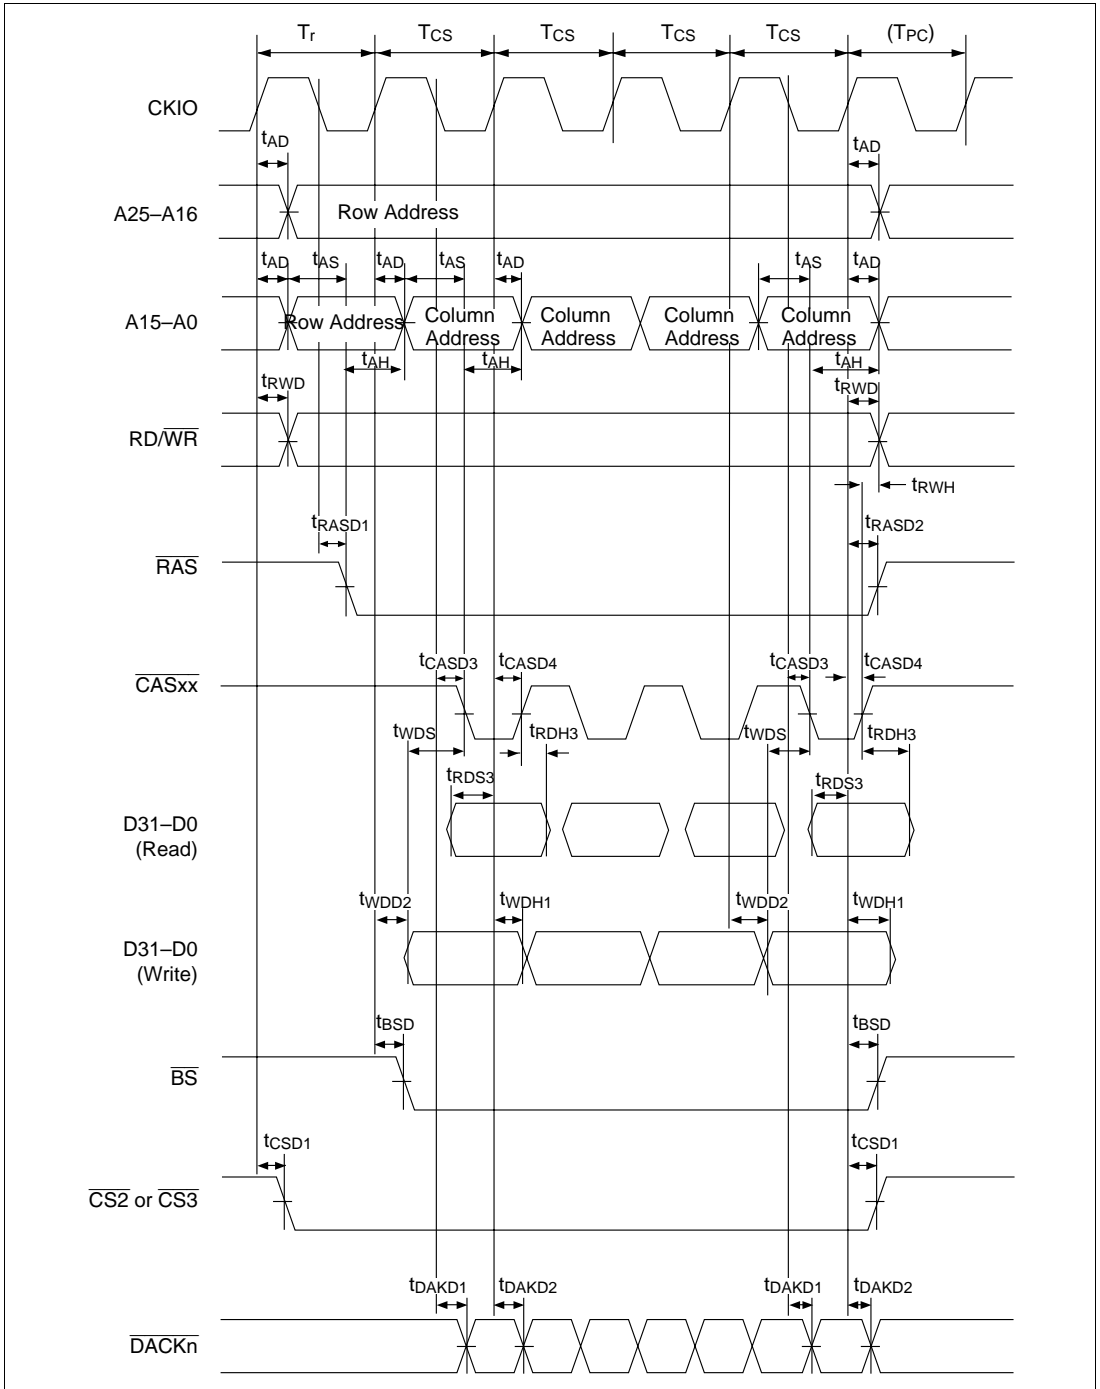 Tr TCS TCS TCS TCS (TPC)
CKIO
tAD tAD
A25–A16 Row Address
tAD tAS tAD tAS tAD tAS tAD
A15–A0 Row Address Column Address Column Address Column Address Column Address
tAH tAH tAH
tRWD tRWD
RD/WR
tRWH
tRASD1 tRASD2
RAS
tCASD3 tCASD4 tCASD3 tCASD4
CASxx
tWDS tRDH3 tWDS tRDH3
tRDS3 tRDS3
D31–D0
(Read)
tWDD2 tWDH1 tWDD2 tWDH1
D31–D0
(Write)
tBSD tBSD
BS
tCSD1 tCSD1
CS2 or CS3
tDAKD1 tDAKD2 tDAKD1 tDAKD2
DACKn